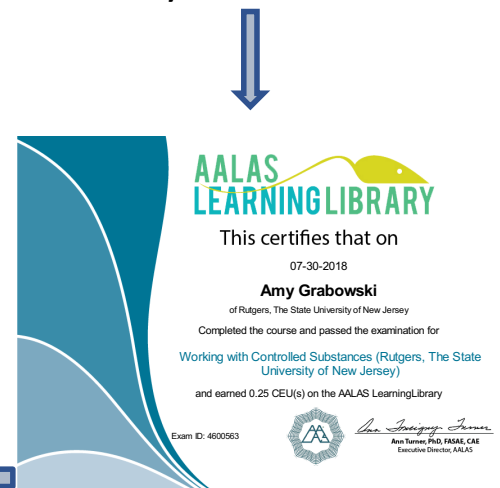 AALAS
LEARNING LIBRARY
This certifies that on
07-30-2018
Amy Grabowski
of Rutgers, The State University of New Jersey
Completed the course and passed the examination for
Working with Controlled Substances (Rutgers, The State
University of New Jersey)
and earned 0.25 CEU(s) on the AALAS LearningLibrary
Exam ID: 4600563
Ann Turner, PhD, FASAE, CAE
Executive Director, AALAS